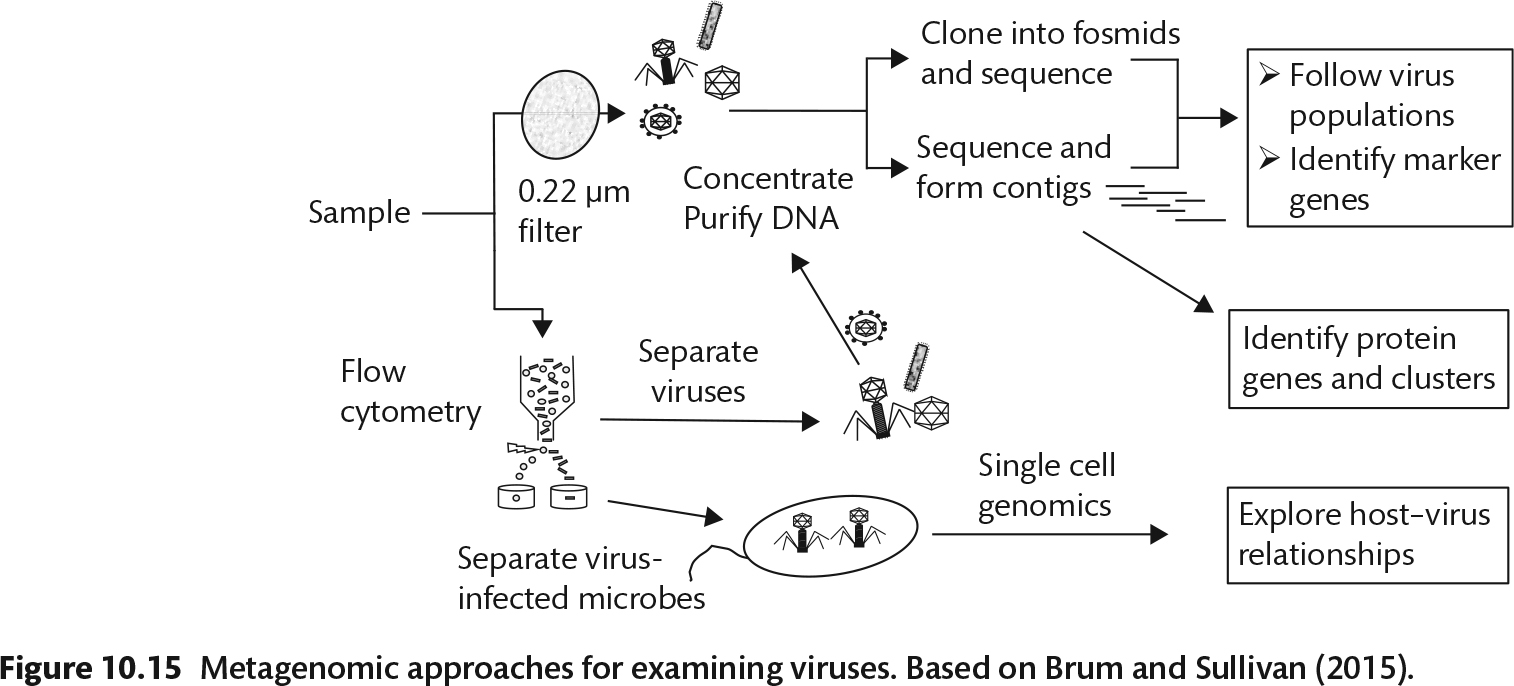 Sample
0.22 µm
filter
Concentrate
Purify DNA
Clone into fosmids
and sequence
Sequence and
form contigs
➢ Follow virus
populations
➢ Identify marker
genes
Identify protein
genes and clusters
Flow
cytometry
Separate
viruses
Separate virus-
infected microbes
Single cell
genomics
Explore host–virus
relationships
Figure 10.15 Metagenomic approaches for examining viruses. Based on Brum and Sullivan (2015).